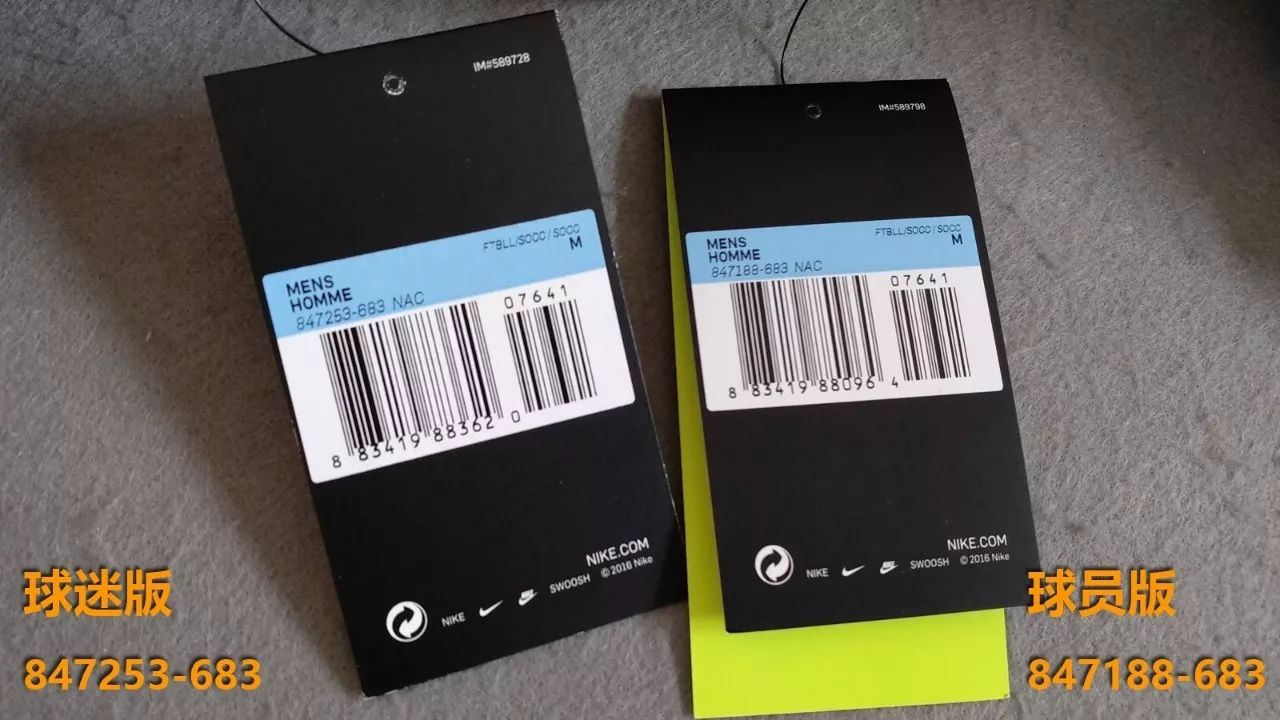 IM#589728
FTBLL/SOCC/SOCC
M
MENS
HOMME
847253-683 NAC
07641
8 83419 88362 0
NIKE.COM
NIKE SWOOSH © 2016 Nike
IM#589798
FTBLL/SOCC/SOCC
M
MENS
HOMME
847188-683 NAC
07641
8 83419 88096 4
NIKE.COM
NIKE SWOOSH © 2016 Nike
球迷版
847253-683
球员版
847188-683